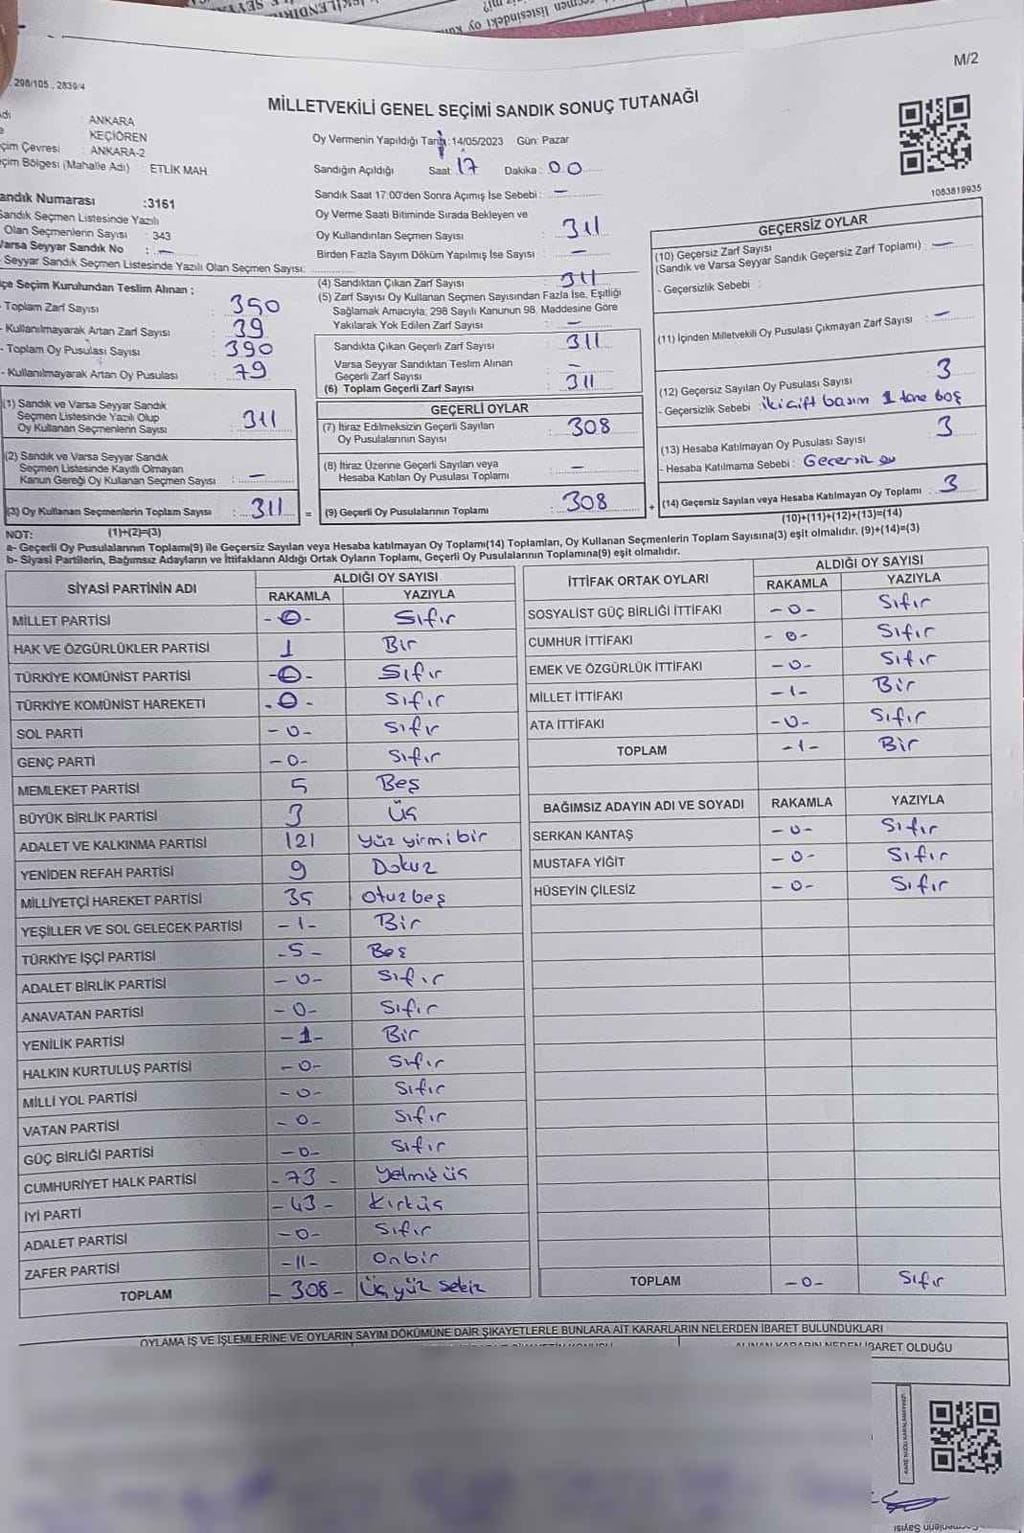 M/2
298/105, 2839/4
MİLLETVEKİLİ GENEL SEÇİMİ SANDIK SONUÇ TUTANAĞI
ANKARA
KEÇİÖREN
çim Çevresi : ANKARA-2
çim Bölgesi (Mahalle Adı) : ETLİK MAH
Oy Vermenin Yapıldığı Tarih :14/05/2023 Gün: Pazar
Sandığın Açıldığı Saat 17 Dakika : 00
1083819935
andık Numarası :3161
Sandık Seçmen Listesinde Yazılı
Olan Seçmenlerin Sayısı : 343
Varsa Seyyar Sandık No : -
Seyyar Sandık Seçmen Listesinde Yazılı Olan Seçmen Sayısı:
Sandık Saat 17:00'den Sonra Açımış İse Sebebi : -
Oy Verme Saati Bitiminde Sırada Bekleyen ve
Oy Kullandırılan Seçmen Sayısı : 311
Birden Fazla Sayım Döküm Yapılmış İse Sayısı : -
çe Seçim Kurulundan Teslim Alınan :
- Toplam Zarf Sayısı : 350
- Kullanılmayarak Artan Zarf Sayısı : 39
- Toplam Oy Pusulası Sayısı : 390
- Kullanılmayarak Artan Oy Pusulası : 79
(4) Sandıktan Çıkan Zarf Sayısı : 311
(5) Zarf Sayısı Oy Kullanan Seçmen Sayısından Fazla İse, Eşitliği
Sağlamak Amacıyla, 298 Sayılı Kanunun 98. Maddesine Göre
Yakılarak Yok Edilen Zarf Sayısı : -
Sandıkta Çıkan Geçerli Zarf Sayısı : 311
Varsa Seyyar Sandıktan Teslim Alınan
Geçerli Zarf Sayısı : -
(6) Toplam Geçerli Zarf Sayısı : 311
(1) Sandık ve Varsa Seyyar Sandık
Seçmen Listesinde Yazılı Olup
Oy Kullanan Seçmenlerin Sayısı : 311
(2) Sandık ve Varsa Seyyar Sandık
Seçmen Listesinde Kayıtlı Olmayan
Kanun Gereği Oy Kullanan Seçmen Sayısı : -
(3) Oy Kullanan Seçmenlerin Toplam Sayısı : 311 =
GEÇERLİ OYLAR
(7) İtiraz Edilmeksizin Geçerli Sayılan
Oy Pusulalarının Sayısı : 308
(8) İtiraz Üzerine Geçerli Sayılan veya
Hesaba Katılan Oy Pusulası Toplamı : -
(9) Geçerli Oy Pusulalarının Toplamı : 308 +
GEÇERSİZ OYLAR
(10) Geçersiz Zarf Sayısı
(Sandık ve Varsa Seyyar Sandık Geçersiz Zarf Toplamı) : -
- Geçersizlik Sebebi :
(11) İçinden Milletvekili Oy Pusulası Çıkmayan Zarf Sayısı : -
(12) Geçersiz Sayılan Oy Pusulası Sayısı : 3
- Geçersizlik Sebebi : iki çift basım 1 tane boş
(13) Hesaba Katılmayan Oy Pusulası Sayısı : 3
- Hesaba Katılmama Sebebi : Geçersiz oy
(14) Geçersiz Sayılan veya Hesaba Katılmayan Oy Toplamı : 3
(10)+(11)+(12)+(13)=(14)
NOT: (1)+(2)=(3)
a- Geçerli Oy Pusulalarının Toplamı(9) ile Geçersiz Sayılan veya Hesaba katılmayan Oy Toplamı(14) Toplamları, Oy Kullanan Seçmenlerin Toplam Sayısına(3) eşit olmalıdır. (9)+(14)=(3)
b- Siyasi Partilerin, Bağımsız Adayların ve İttifakların Aldığı Ortak Oyların Toplamı, Geçerli Oy Pusulalarının Toplamına(9) eşit olmalıdır.
SİYASİ PARTİNİN ADI ALDIĞI OY SAYISI
RAKAMLA YAZIYLA
MİLLET PARTİSİ -0- Sıfır
HAK VE ÖZGÜRLÜKLER PARTİSİ 1 Bir
TÜRKİYE KOMÜNİST PARTİSİ -0- Sıfır
TÜRKİYE KOMÜNİST HAREKETİ -0- Sıfır
SOL PARTİ -0- Sıfır
GENÇ PARTİ -0- Sıfır
MEMLEKET PARTİSİ 5 Beş
BÜYÜK BİRLİK PARTİSİ 3 Üç
ADALET VE KALKINMA PARTİSİ 121 yüz yirmi bir
YENİDEN REFAH PARTİSİ 9 Dokuz
MİLLİYETÇİ HAREKET PARTİSİ 35 otuz beş
YEŞİLLER VE SOL GELECEK PARTİSİ -1- Bir
TÜRKİYE İŞÇİ PARTİSİ -5- Beş
ADALET BİRLİK PARTİSİ -0- Sıfır
ANAVATAN PARTİSİ -0- Sıfır
YENİLİK PARTİSİ -1- Bir
HALKIN KURTULUŞ PARTİSİ -0- Sıfır
MİLLİ YOL PARTİSİ -0- Sıfır
VATAN PARTİSİ -0- Sıfır
GÜÇ BİRLİĞİ PARTİSİ -0- Sıfır
CUMHURİYET HALK PARTİSİ -73- Yetmiş üç
İYİ PARTİ -43- Kırküç
ADALET PARTİSİ -0- Sıfır
ZAFER PARTİSİ -11- Onbir
TOPLAM -308- Üç yüz sekiz
İTTİFAK ORTAK OYLARI ALDIĞI OY SAYISI
RAKAMLA YAZIYLA
SOSYALİST GÜÇ BİRLİĞİ İTTİFAKI -0- Sıfır
CUMHUR İTTİFAKI -0- Sıfır
EMEK VE ÖZGÜRLÜK İTTİFAKI -0- Sıfır
MİLLET İTTİFAKI -1- Bir
ATA İTTİFAKI -0- Sıfır
TOPLAM -1- Bir
BAĞIMSIZ ADAYIN ADI VE SOYADI RAKAMLA YAZIYLA
SERKAN KANTAŞ -0- Sıfır
MUSTAFA YİĞİT -0- Sıfır
HÜSEYİN ÇİLESİZ -0- Sıfır
TOPLAM -0- Sıfır
OYLAMA İŞ VE İŞLEMLERİNE VE OYLARIN SAYIM DÖKÜMÜNE DAİR ŞİKAYETLERLE BUNLARA AİT KARARLARIN NELERDEN İBARET BULUNDUKLARI
ALINAN KARARIN NEDEN İBARET OLDUĞU